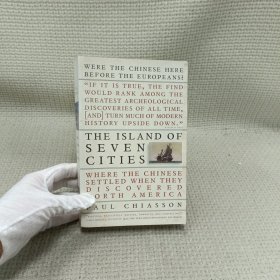 WERE THE CHINESE HERE
BEFORE THE EUROPEANS?
"IF IT IS TRUE, THE FIND
WOULD RANK AMONG THE
GREATEST ARCHEOLOGICAL
DISCOVERIES OF ALL TIME,
[AND] TURN MUCH OF MODERN
HISTORY UPSIDE DOWN."
THE ISLAND OF
SEVEN
CITIES
WHERE THE CHINESE
SETTLED WHEN THEY
DISCOVERED
NORTH AMERICA
PAUL CHIASSON